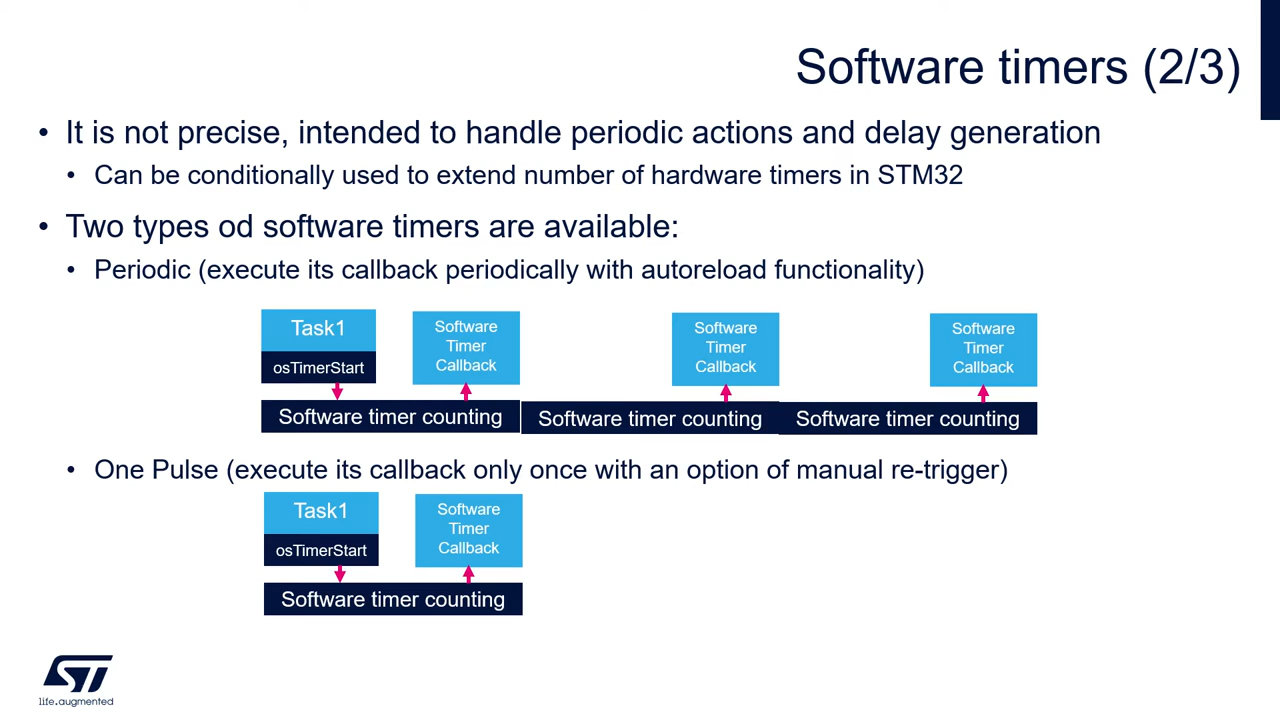 Software timers (2/3)
• It is not precise, intended to handle periodic actions and delay generation
• Can be conditionally used to extend number of hardware timers in STM32
• Two types od software timers are available:
• Periodic (execute its callback periodically with autoreload functionality)
Task1
osTimerStart
Software
Timer
Callback
Software
Timer
Callback
Software
Timer
Callback
Software timer counting
Software timer counting
Software timer counting
• One Pulse (execute its callback only once with an option of manual re-trigger)
Task1
osTimerStart
Software
Timer
Callback
Software timer counting
ST
life.augmented